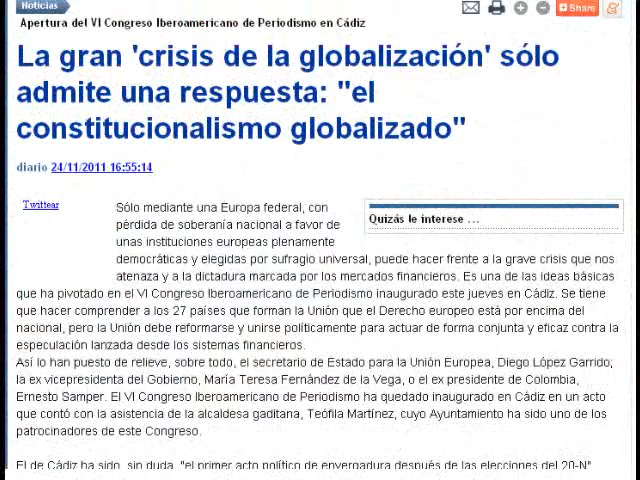 Noticias
Share
Apertura del VI Congreso Iberoamericano de Periodismo en Cádiz
La gran 'crisis de la globalización' sólo
admite una respuesta: "el
constitucionalismo globalizado"
diario 24/11/2011 16:55:14
Twittear
Quizás le interese ...
Sólo mediante una Europa federal, con
pérdida de soberanía nacional a favor de
unas instituciones europeas plenamente
democráticas y elegidas por sufragio universal, puede hacer frente a la grave crisis que nos
atenaza y a la dictadura marcada por los mercados financieros. Es una de las ideas básicas
que ha pivotado en el VI Congreso Iberoamericano de Periodismo inaugurado este jueves en Cádiz. Se tiene
que hacer comprender a los 27 países que forman la Unión que el Derecho europeo está por encima del
nacional, pero la Unión debe reformarse y unirse políticamente para actuar de forma conjunta y eficaz contra la
especulación lanzada desde los sistemas financieros.
Así lo han puesto de relieve, sobre todo, el secretario de Estado para la Unión Europea, Diego López Garrido;
la ex vicepresidenta del Gobierno, María Teresa Fernández de la Vega, o el ex presidente de Colombia,
Ernesto Samper. El VI Congreso Iberoamericano de Periodismo ha quedado inaugurado en Cádiz en un acto
que contó con la asistencia de la alcaldesa gaditana, Teófila Martínez, cuyo Ayuntamiento ha sido uno de los
patrocinadores de este Congreso.
El de Cádiz ha sido, sin duda, "el primer acto político de envergadura después de las elecciones del 20-N"